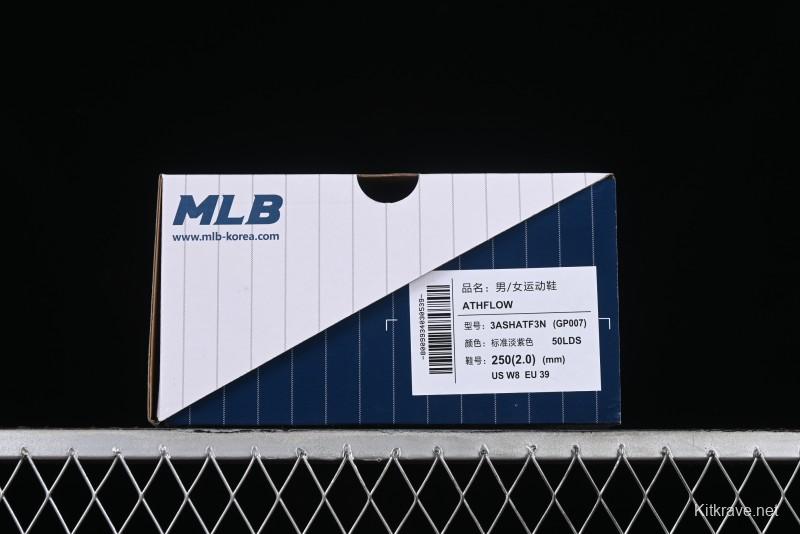 MLB
www.mlb-korea.com
品名：男/女运动鞋
ATHFLOW
型号：3ASHATF3N (GP007)
颜色：标准淡紫色 50LDS
鞋号：250(2.0) (mm)
US W8 EU 39
Kitkrave.net